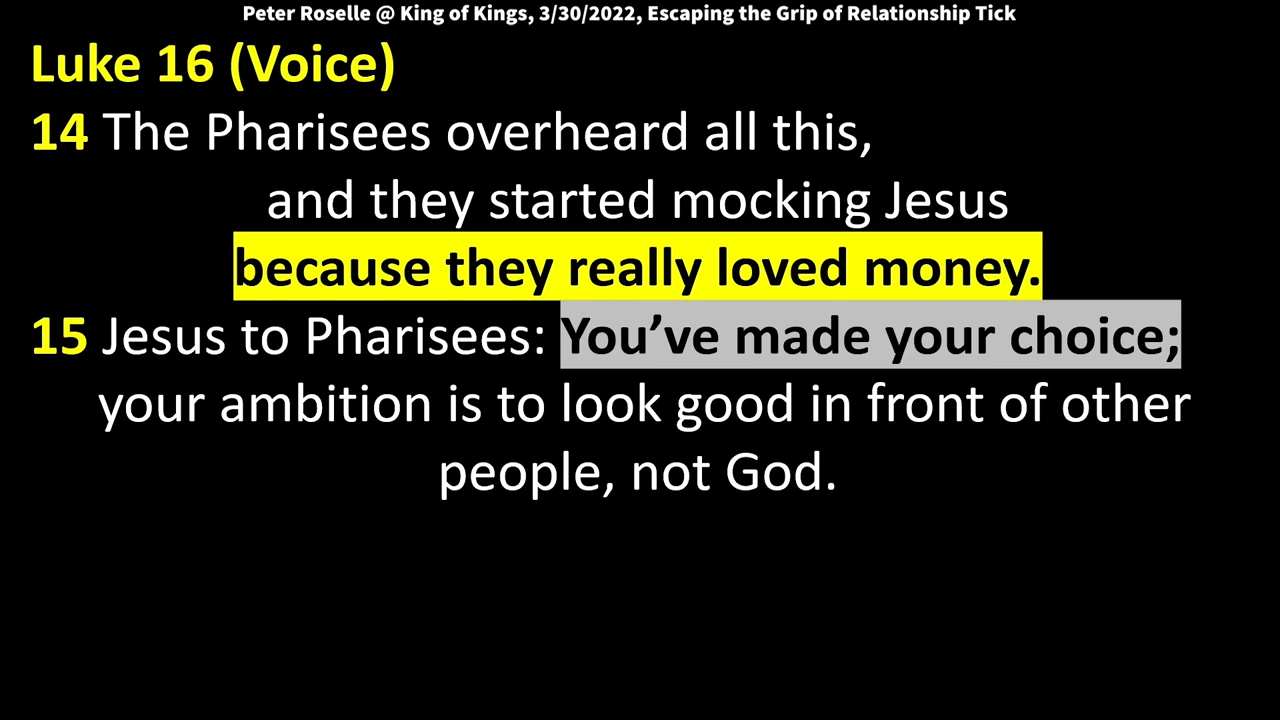 Peter Roselle @ King of Kings, 3/30/2022, Escaping the Grip of Relationship Tick
Luke 16 (Voice)
14 The Pharisees overheard all this,
and they started mocking Jesus
because they really loved money.
15 Jesus to Pharisees: You’ve made your choice;
your ambition is to look good in front of other
people, not God.